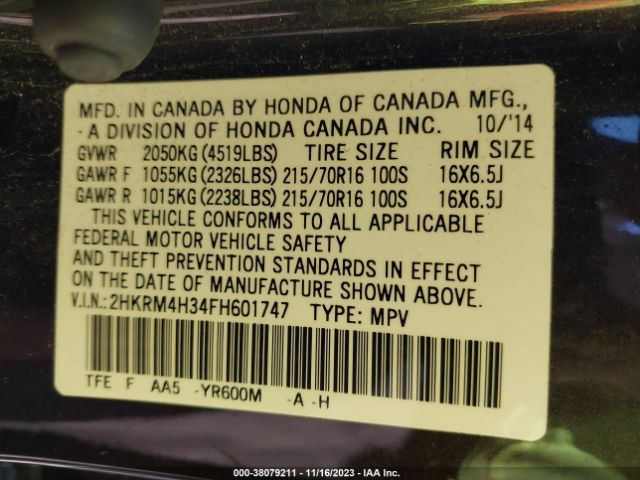 MFD. IN CANADA BY HONDA OF CANADA MFG.,
A DIVISION OF HONDA CANADA INC. 10/'14
GVWR 2050KG(4519LBS) TIRE SIZE RIM SIZE
GAWR F 1055KG(2326LBS) 215/70R16 100S 16X6.5J
GAWR R 1015KG(2238LBS) 215/70R16 100S 16X6.5J
THIS VEHICLE CONFORMS TO ALL APPLICABLE
FEDERAL MOTOR VEHICLE SAFETY
AND THEFT PREVENTION STANDARDS IN EFFECT
ON THE DATE OF MANUFACTURE SHOWN ABOVE.
V.I.N.:2HKRM4H34FH601747 TYPE: MPV
TFE F AA5 -YR600M -A -H
000-38079211 - 11/16/2023 - IAA Inc.